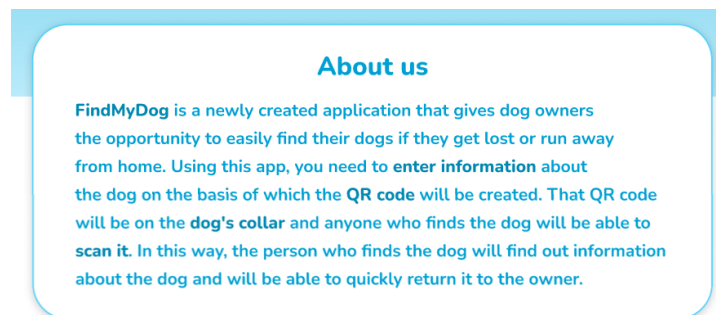 About us
FindMyDog is a newly created application that gives dog owners
the opportunity to easily find their dogs if they get lost or run away
from home. Using this app, you need to enter information about
the dog on the basis of which the QR code will be created. That QR code
will be on the dog's collar and anyone who finds the dog will be able to
scan it. In this way, the person who finds the dog will find out information
about the dog and will be able to quickly return it to the owner.